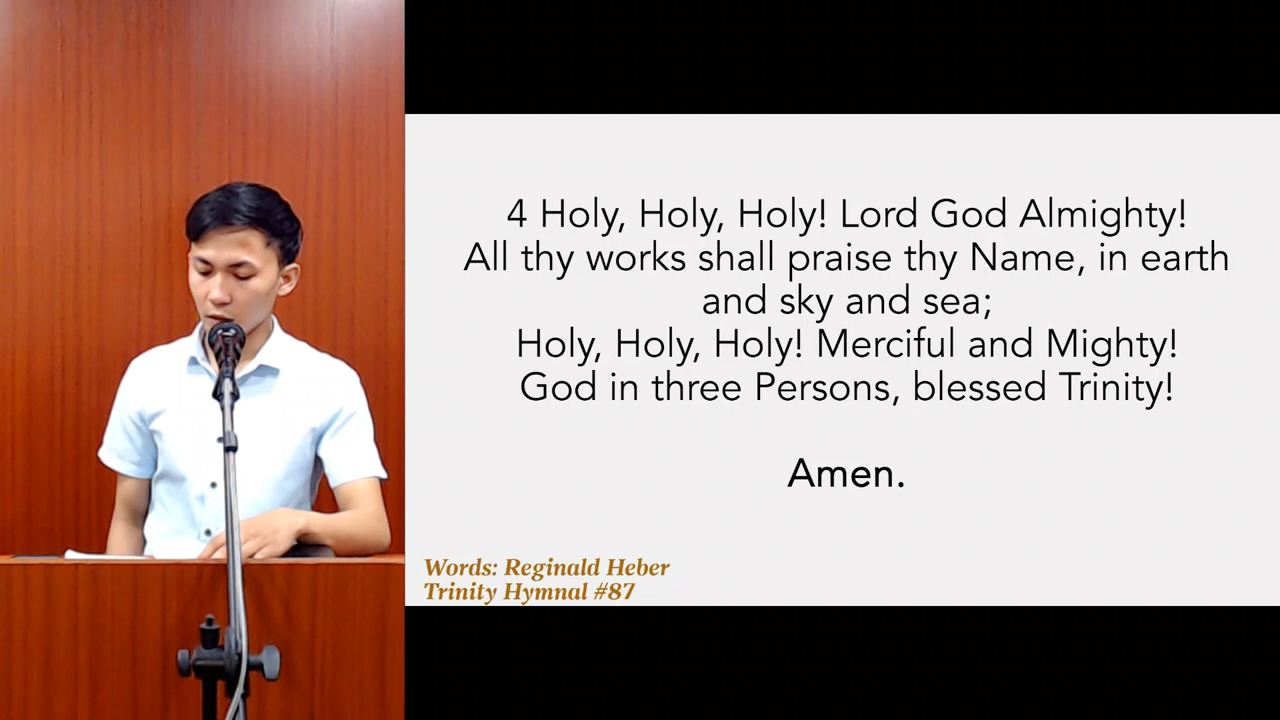 4 Holy, Holy, Holy! Lord God Almighty!
All thy works shall praise thy Name, in earth
and sky and sea;
Holy, Holy, Holy! Merciful and Mighty!
God in three Persons, blessed Trinity!
Amen.
Words: Reginald Heber
Trinity Hymnal #87